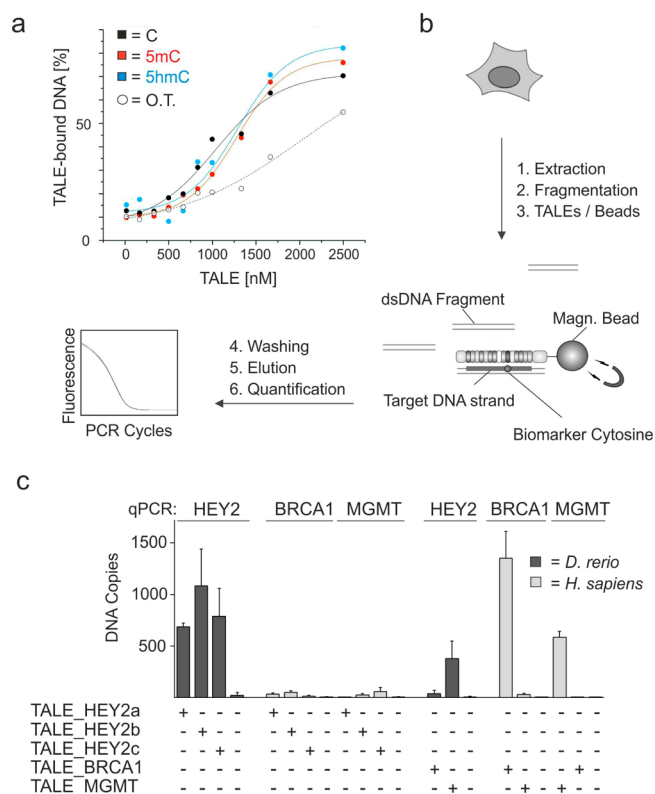 a
TALE-bound DNA [%]
= C
= 5mC
= 5hmC
= O.T.
50
0
0 500 1000 1500 2000 2500
TALE [nM]
b
1. Extraction
2. Fragmentation
3. TALEs / Beads
dsDNA Fragment
Magn. Bead
Target DNA strand
Biomarker Cytosine
4. Washing
5. Elution
6. Quantification
Fluorescence
PCR Cycles
c
qPCR: HEY2 BRCA1 MGMT HEY2 BRCA1 MGMT
DNA Copies
1500
1000
500
= D. rerio
= H. sapiens
TALE_HEY2a + - - - + - - - + - - - - - - - - - - - -
TALE_HEY2b - + - - - + - - - + - - - - - - - - - - -
TALE_HEY2c - - + - - - + - - - + - - - - - - - - - -
TALE_BRCA1 - - - - - - - - - - - - + - - + - - - + -
TALE_MGMT - - - - - - - - - - - - - + - - + - + - -